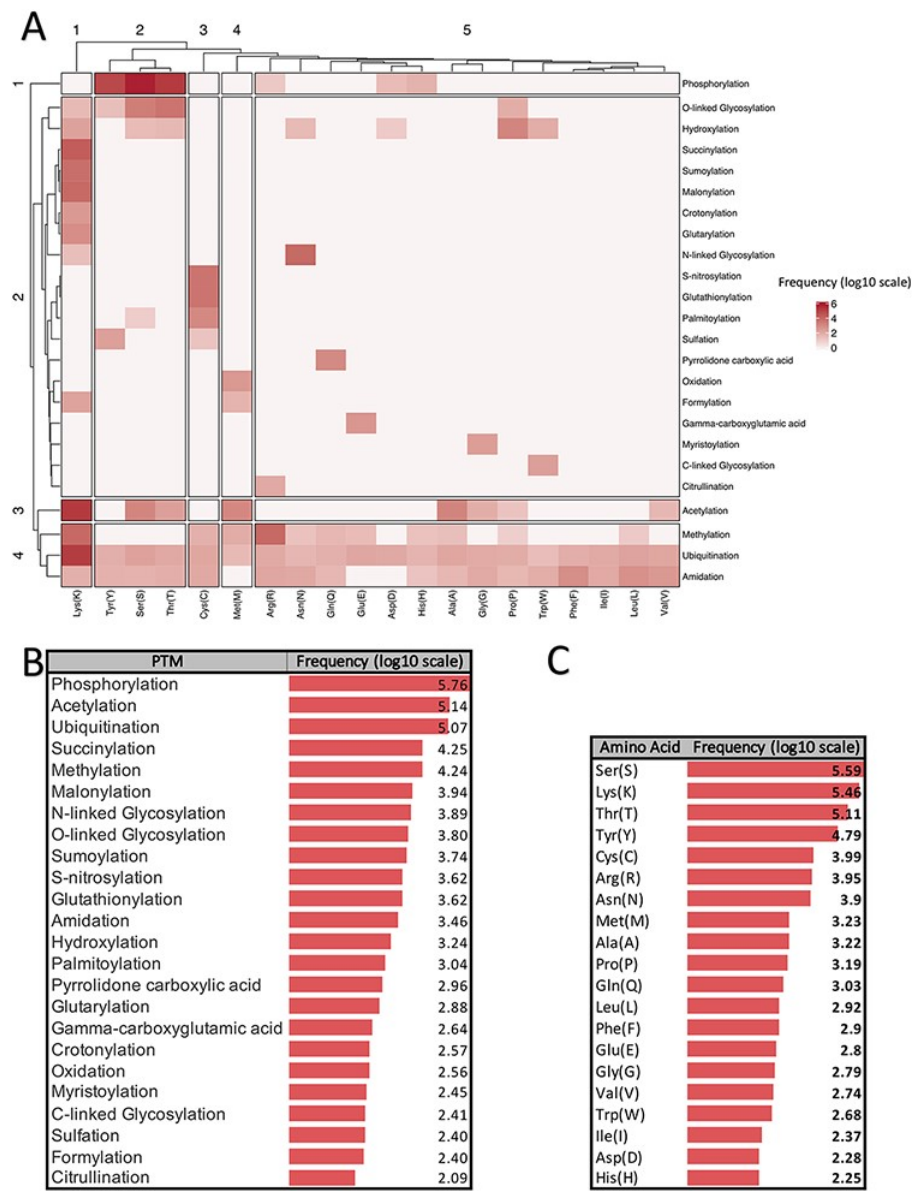 A
1 2 3 4 5
1
Phosphorylation
O-linked Glycosylation
Hydroxylation
Succinylation
Sumoylation
Malonylation
Crotonylation
Glutarylation
N-linked Glycosylation
2
S-nitrosylation
Glutathionylation
Palmitoylation
Sulfation
Pyrrolidone carboxylic acid
Oxidation
Formylation
Gamma-carboxyglutamic acid
Myristoylation
C-linked Glycosylation
Citrullination
3
Acetylation
4
Methylation
Ubiquitination
Amidation
Frequency (log10 scale)
6
4
2
0
Lys(K) Tyr(Y) Ser(S) Thr(T) Cys(C) Met(M) Arg(R) Asn(N) Gln(Q) Glu(E) Asp(D) His(H) Ala(A) Gly(G) Pro(P) Trp(W) Phe(F) Ile(I) Leu(L) Val(V)
B
PTM Frequency (log10 scale)
Phosphorylation 5.76
Acetylation 5.14
Ubiquitination 5.07
Succinylation 4.25
Methylation 4.24
Malonylation 3.94
N-linked Glycosylation 3.89
O-linked Glycosylation 3.80
Sumoylation 3.74
S-nitrosylation 3.62
Glutathionylation 3.62
Amidation 3.46
Hydroxylation 3.24
Palmitoylation 3.04
Pyrrolidone carboxylic acid 2.96
Glutarylation 2.88
Gamma-carboxyglutamic acid 2.64
Crotonylation 2.57
Oxidation 2.56
Myristoylation 2.45
C-linked Glycosylation 2.41
Sulfation 2.40
Formylation 2.40
Citrullination 2.09
C
Amino Acid Frequency (log10 scale)
Ser(S) 5.59
Lys(K) 5.46
Thr(T) 5.11
Tyr(Y) 4.79
Cys(C) 3.99
Arg(R) 3.95
Asn(N) 3.9
Met(M) 3.23
Ala(A) 3.22
Pro(P) 3.19
Gln(Q) 3.03
Leu(L) 2.92
Phe(F) 2.9
Glu(E) 2.8
Gly(G) 2.79
Val(V) 2.74
Trp(W) 2.68
Ile(I) 2.37
Asp(D) 2.28
His(H) 2.25